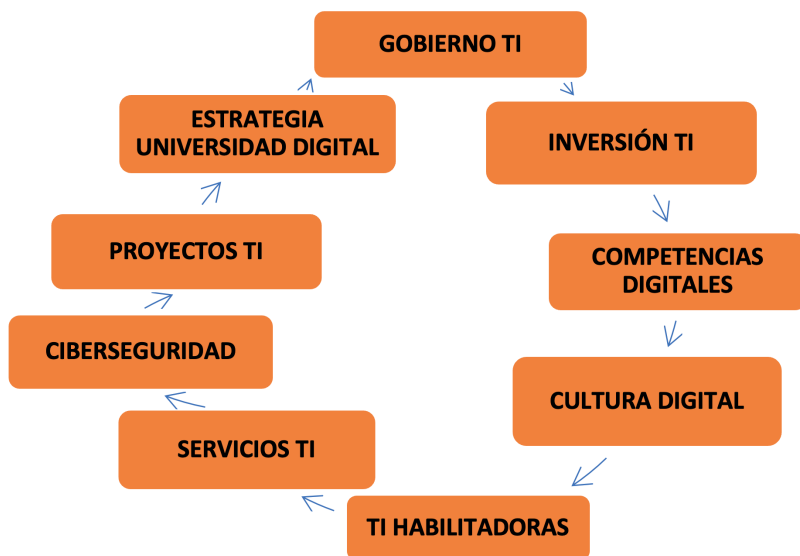 GOBIERNO TI
INVERSIÓN TI
COMPETENCIAS
DIGITALES
CULTURA DIGITAL
TI HABILITADORAS
SERVICIOS TI
CIBERSEGURIDAD
PROYECTOS TI
ESTRATEGIA
UNIVERSIDAD DIGITAL